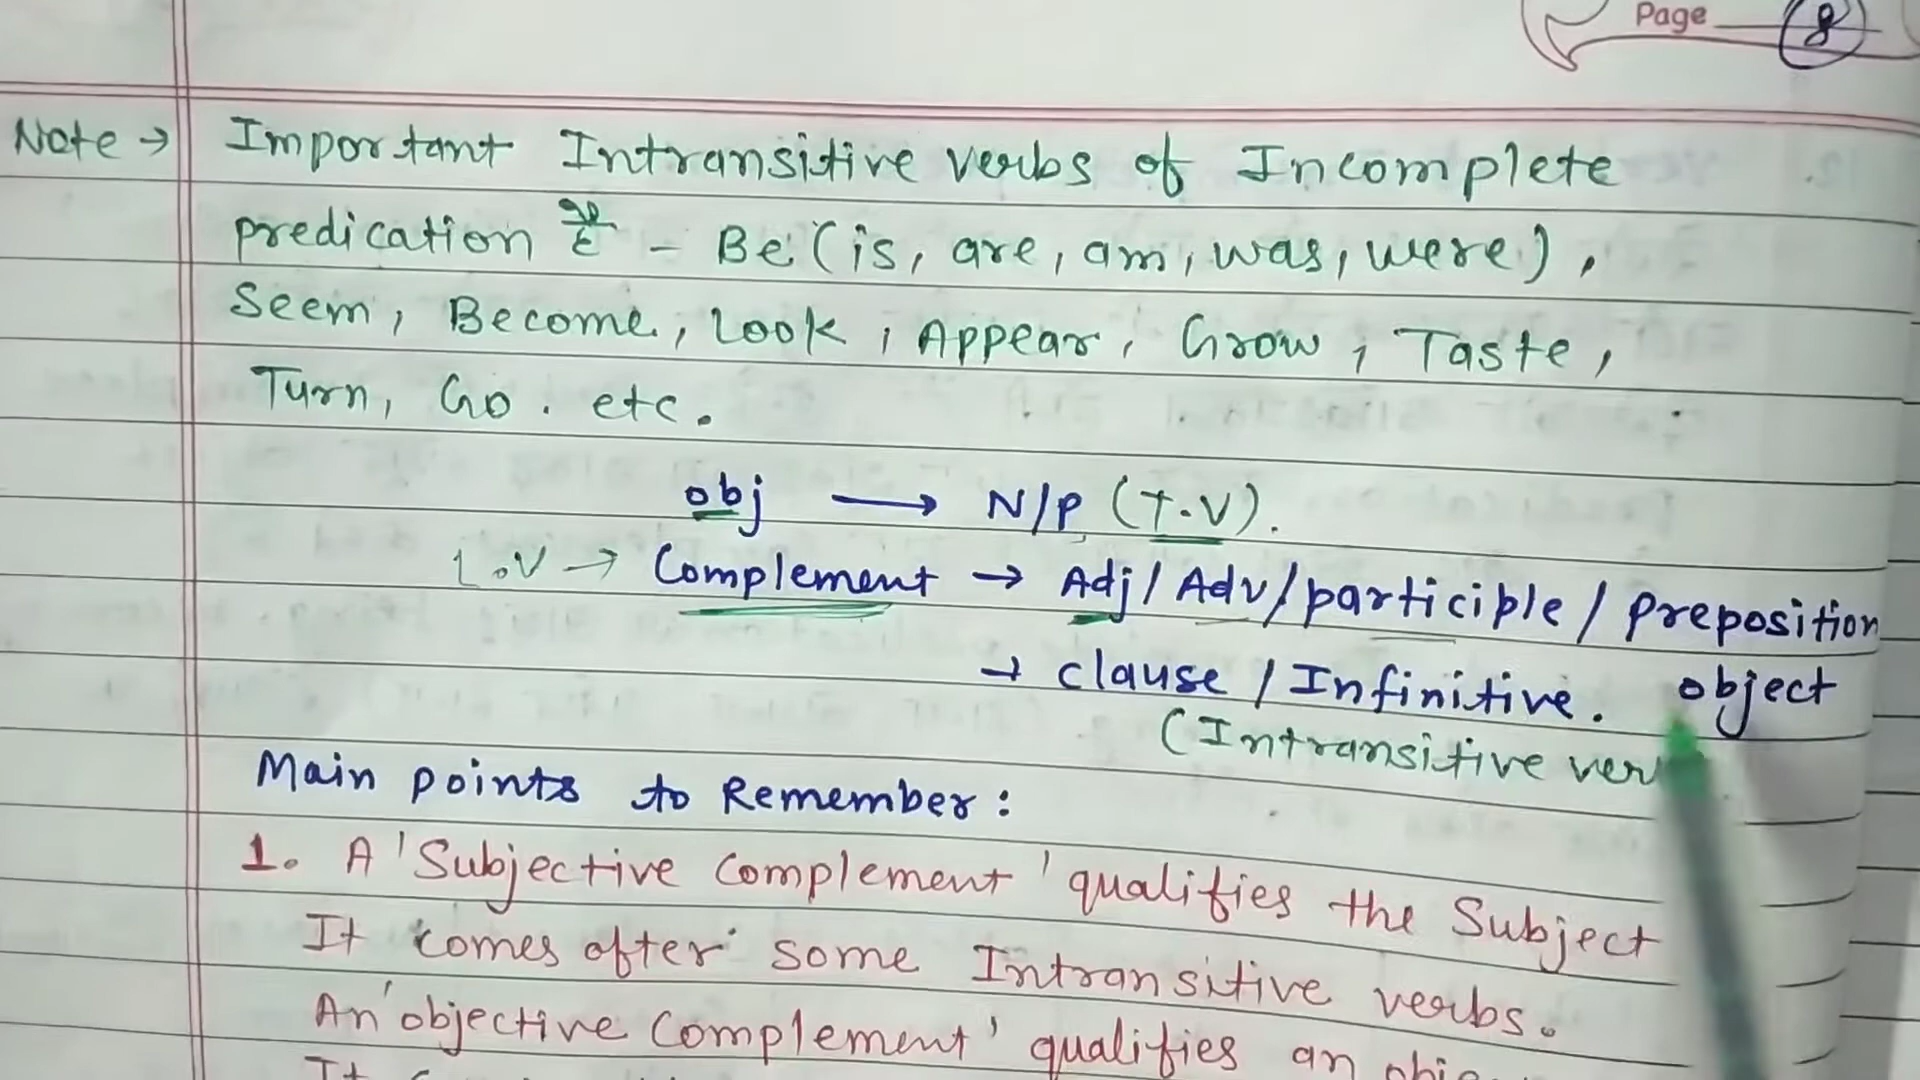 Page 8
Note → Important Intransitive verbs of Incomplete
predication है - Be (is, are, am, was, were),
Seem, Become, Look, Appear, Grow, Taste,
Turn, Go. etc.
obj → N/P (T.V).
I.V → Complement → Adj/Adv/participle/Preposition
→ clause / Infinitive. object
(Intransitive ver
Main points to Remember:
1. A 'Subjective Complement' qualifies the Subject
It comes after some Intransitive verbs.
An 'objective Complement' qualifies an